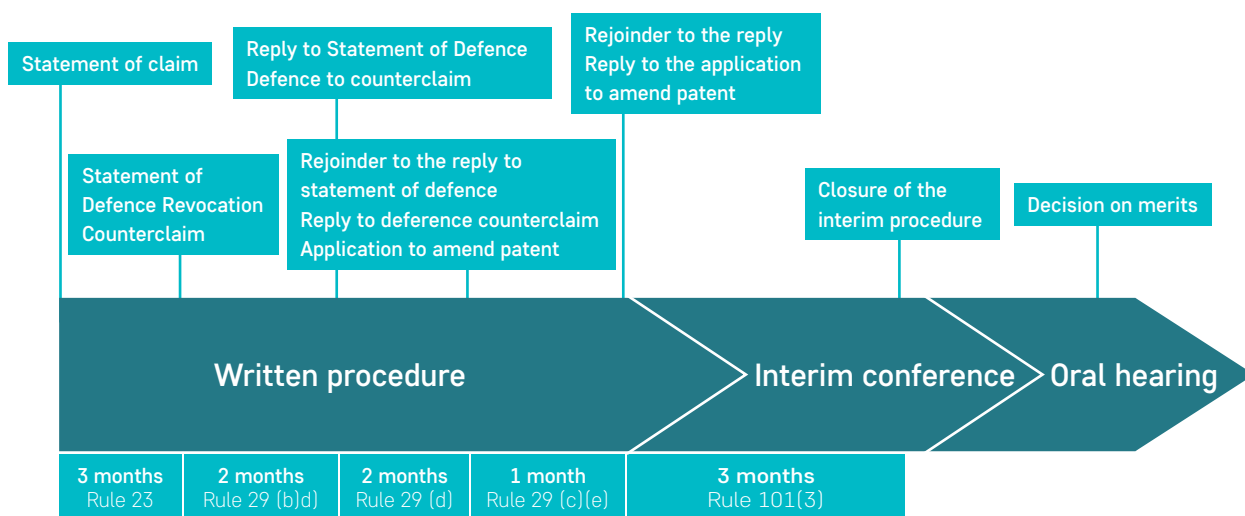 Statement of claim
Reply to Statement of Defence
Defence to counterclaim
Rejoinder to the reply
Reply to the application
to amend patent
Statement of
Defence Revocation
Counterclaim
Rejoinder to the reply to
statement of defence
Reply to deference counterclaim
Application to amend patent
Closure of the
interim procedure
Decision on merits
Written procedure
Interim conference
Oral hearing
3 months
Rule 23
2 months
Rule 29 (b)d)
2 months
Rule 29 (d)
1 month
Rule 29 (c)(e)
3 months
Rule 101(3)